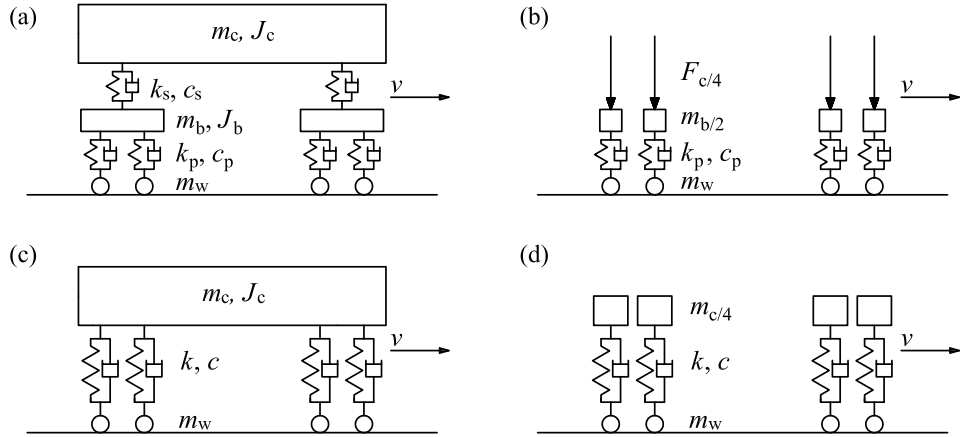 (a)
m_c, J_c
k_s, c_s
v
m_b, J_b
k_p, c_p
m_w
(b)
F_c/4
v
m_b/2
k_p, c_p
m_w
(c)
m_c, J_c
v
k, c
m_w
(d)
m_c/4
v
k, c
m_w